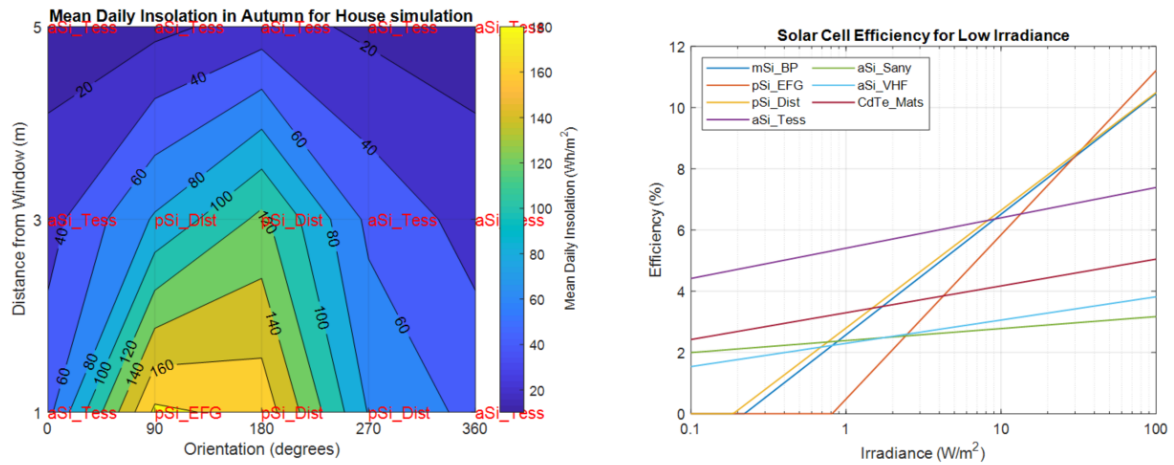 Mean Daily Insolation in Autumn for House simulation
5
aSi_Tess aSi_Tess aSi_Tess aSi_Tess aSi_Tess
20 20
40
60 40
80
100
3
aSi_Tess pSi_Dist pSi_Dist aSi_Tess aSi_Tess
40 120 80
60
100
140
60 80 100 120 160
1
aSi_Tess pSi_EFG pSi_Dist pSi_Dist aSi_Tess
0 90 180 270 360
Orientation (degrees)
Distance from Window (m)
180
160
140
120
100
80
60
40
20
Mean Daily Insolation (Wh/m²)
Solar Cell Efficiency for Low Irradiance
12
10
8
6
4
2
0
mSi_BP aSi_Sany
pSi_EFG aSi_VHF
pSi_Dist CdTe_Mats
aSi_Tess
0.1 1 10 100
Irradiance (W/m²)
Efficiency (%)